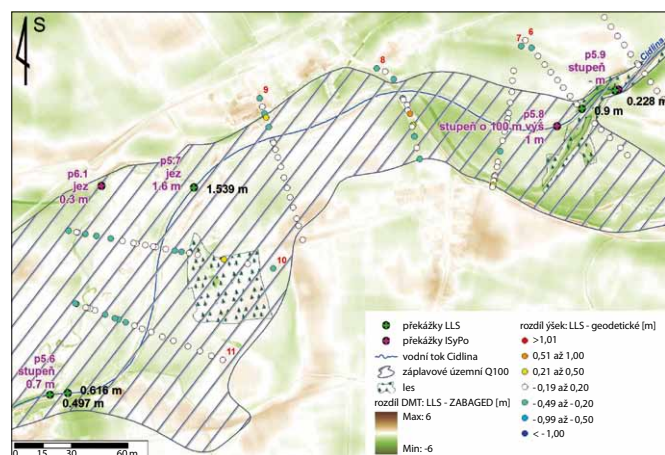 S
7 6
p5.9
stupeň
- m
Cidlina
8
9
0.228 m
0.9 m
p5.8
stupeň o 100 m výš
1 m
p6.1
jez
0.3 m
p5.7
jez
1.6 m
1.539 m
10
11
p5.6
stupeň
0.7 m
0.616 m
0.497 m
0 15 30 60 m
překážky LLS
překážky ISyPo
vodní tok Cidlina
záplavové území Q100
les
rozdíl DMT: LLS - ZABAGED [m]
Max: 6
Min: -6
rozdíl ýšek: LLS - geodetické [m]
>1,01
0,51 až 1,00
0,21 až 0,50
- 0,19 až 0,20
- 0,49 až - 0,20
- 0,99 až - 0,50
< - 1,00